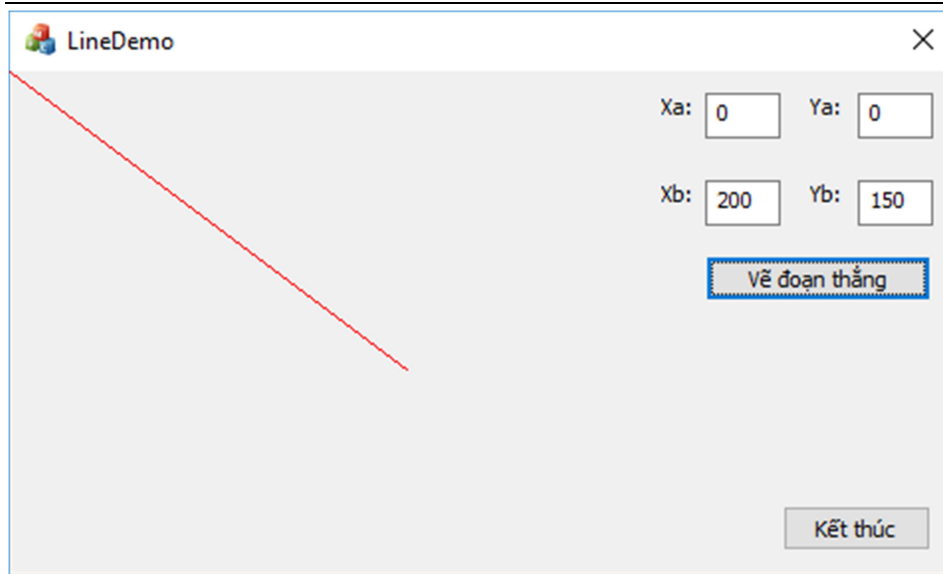 LineDemo
Xa: 0 Ya: 0
Xb: 200 Yb: 150
Vẽ đoạn thẳng
Kết thúc